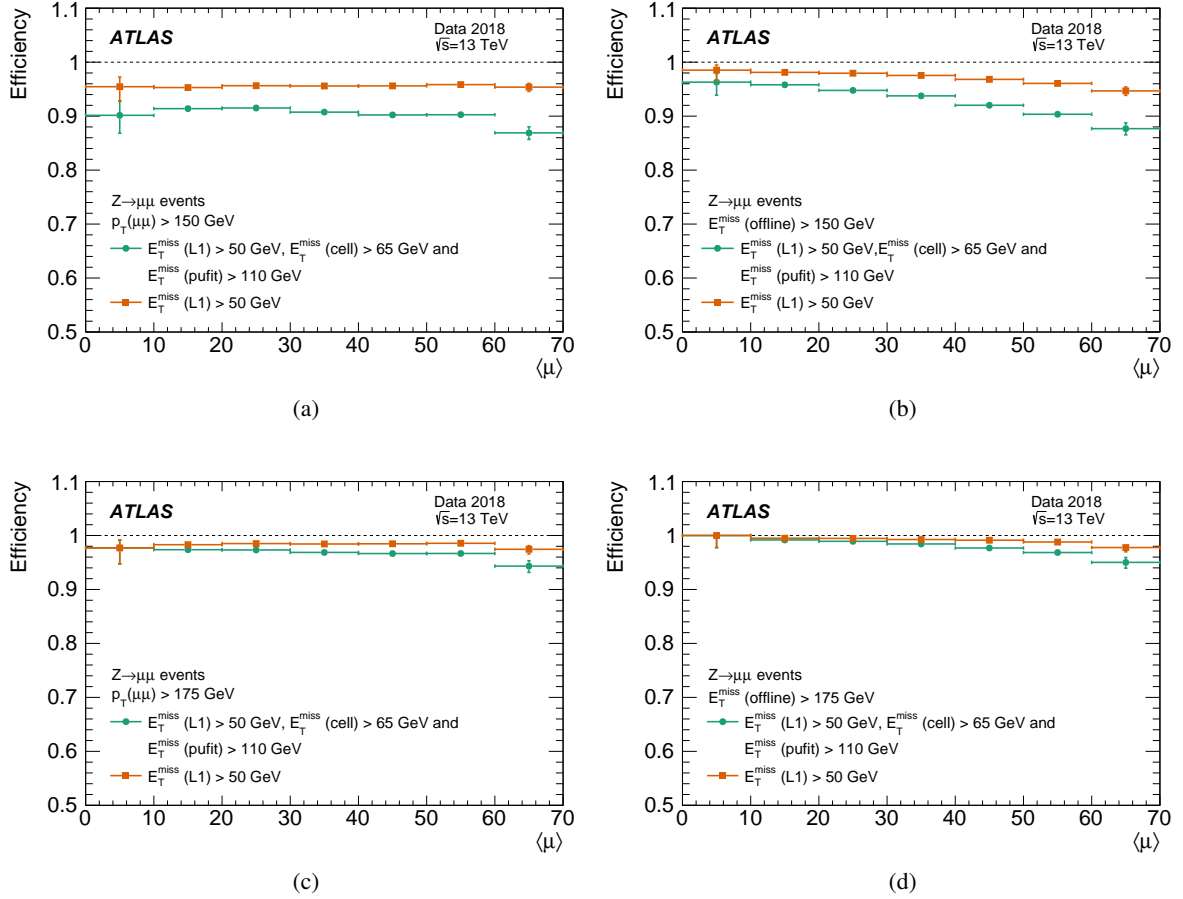 1.1
ATLAS
Data 2018
√s=13 TeV
Efficiency
1
0.9
0.8
Z→μμ events
p_T(μμ) > 150 GeV
0.7
E_T^miss (L1) > 50 GeV, E_T^miss (cell) > 65 GeV and
E_T^miss (pufit) > 110 GeV
0.6
E_T^miss (L1) > 50 GeV
0.5
0 10 20 30 40 50 60 70
⟨μ⟩
(a)
1.1
ATLAS
Data 2018
√s=13 TeV
Efficiency
1
0.9
0.8
Z→μμ events
E_T^miss (offline) > 150 GeV
0.7
E_T^miss (L1) > 50 GeV,E_T^miss (cell) > 65 GeV and
E_T^miss (pufit) > 110 GeV
0.6
E_T^miss (L1) > 50 GeV
0.5
0 10 20 30 40 50 60 70
⟨μ⟩
(b)
1.1
ATLAS
Data 2018
√s=13 TeV
Efficiency
1
0.9
0.8
Z→μμ events
p_T(μμ) > 175 GeV
0.7
E_T^miss (L1) > 50 GeV, E_T^miss (cell) > 65 GeV and
E_T^miss (pufit) > 110 GeV
0.6
E_T^miss (L1) > 50 GeV
0.5
0 10 20 30 40 50 60 70
⟨μ⟩
(c)
1.1
ATLAS
Data 2018
√s=13 TeV
Efficiency
1
0.9
0.8
Z→μμ events
E_T^miss (offline) > 175 GeV
0.7
E_T^miss (L1) > 50 GeV, E_T^miss (cell) > 65 GeV and
E_T^miss (pufit) > 110 GeV
0.6
E_T^miss (L1) > 50 GeV
0.5
0 10 20 30 40 50 60 70
⟨μ⟩
(d)